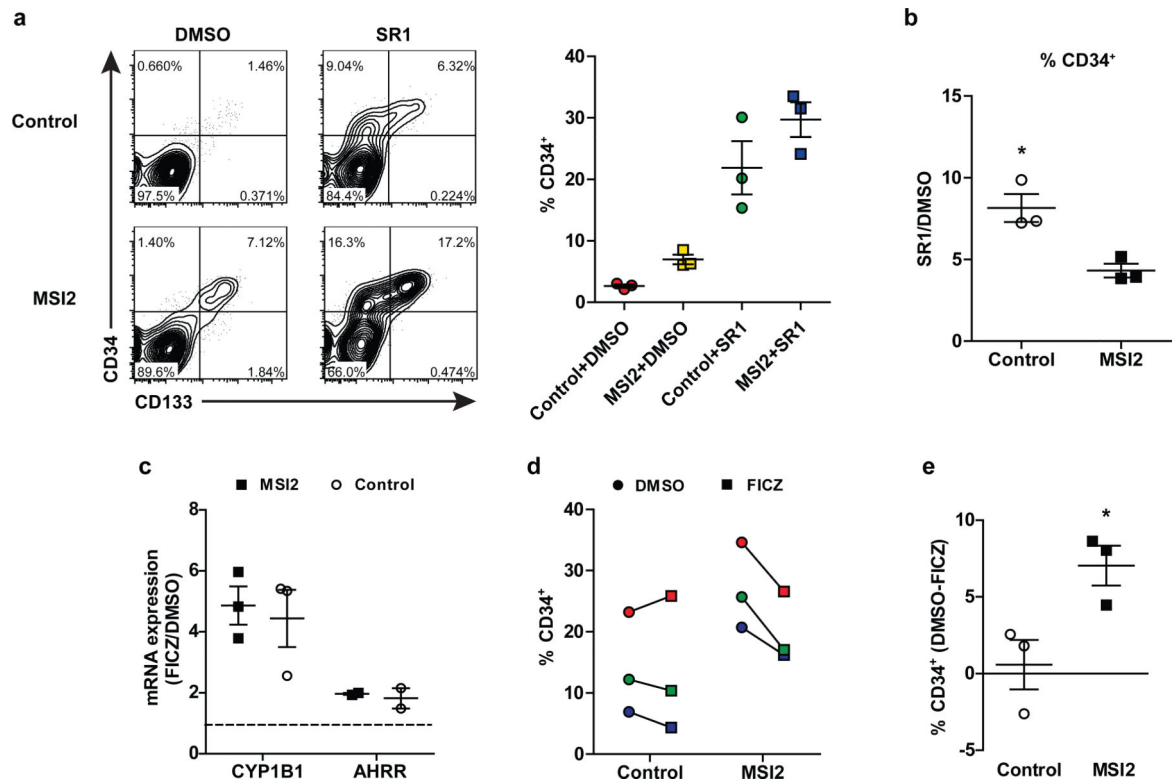 a
DMSO
SR1
Control
0.660%
1.46%
97.5%
0.371%
9.04%
6.32%
84.4%
0.224%
MSI2
1.40%
7.12%
89.6%
1.84%
16.3%
17.2%
66.0%
0.474%
CD34
CD133
% CD34+
40
30
20
10
0
Control+DMSO
MSI2+DMSO
Control+SR1
MSI2+SR1
b
% CD34+
SR1/DMSO
15
10
5
0
*
Control
MSI2
c
MSI2
Control
mRNA expression
(FICZ/DMSO)
8
6
4
2
0
CYP1B1
AHRR
d
DMSO
FICZ
% CD34+
40
30
20
10
0
Control
MSI2
e
% CD34+ (DMSO-FICZ)
10
5
0
-5
*
Control
MSI2